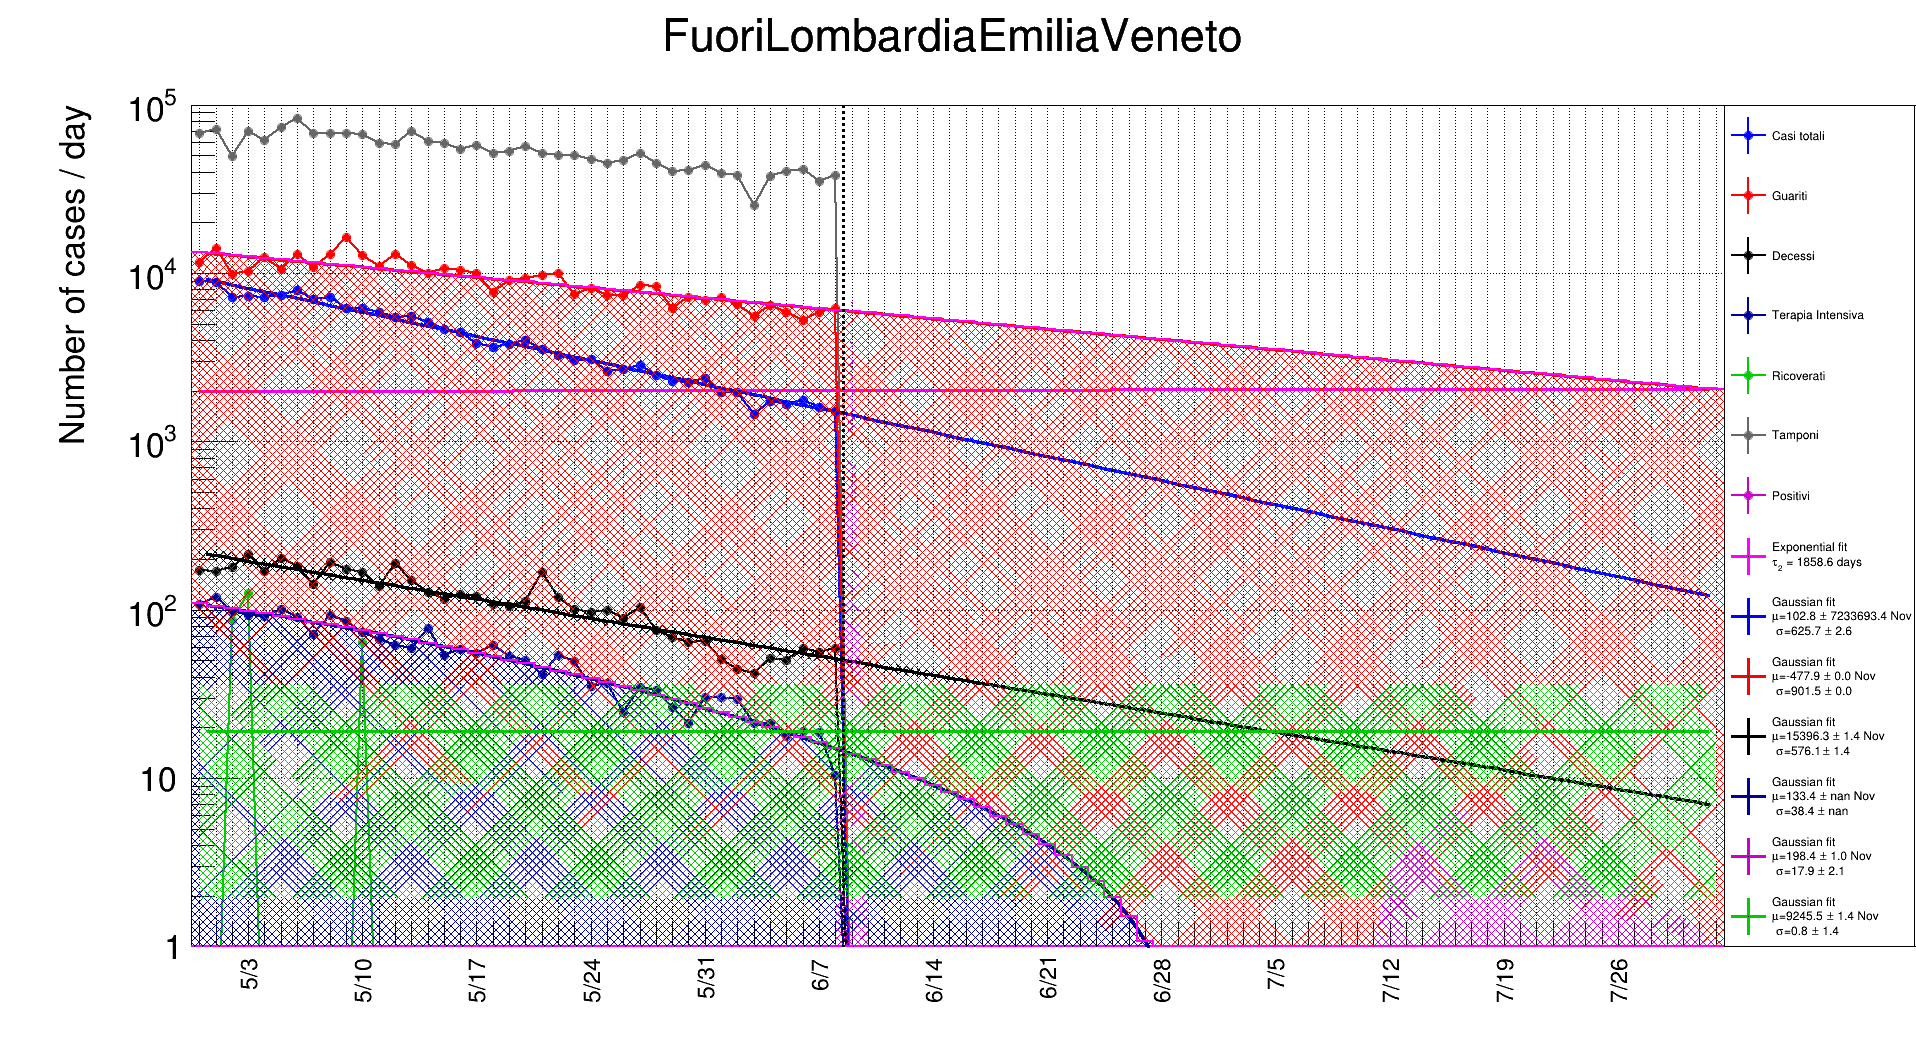 FuoriLombardiaEmiliaVeneto
Number of cases / day
10^5
10^4
10^3
10^2
10
1
5/3
5/10
5/17
5/24
5/31
6/7
6/14
6/21
6/28
7/5
7/12
7/19
7/26
Casi totali
Guariti
Decessi
Terapia Intensiva
Ricoverati
Tamponi
Positivi
Exponential fit
τ₂ = 1858.6 days
Gaussian fit
μ=102.8 ± 7233693.4 Nov
σ=625.7 ± 2.6
Gaussian fit
μ=-477.9 ± 0.0 Nov
σ=901.5 ± 0.0
Gaussian fit
μ=15396.3 ± 1.4 Nov
σ=576.1 ± 1.4
Gaussian fit
μ=133.4 ± nan Nov
σ=38.4 ± nan
Gaussian fit
μ=198.4 ± 1.0 Nov
σ=17.9 ± 2.1
Gaussian fit
μ=9245.5 ± 1.4 Nov
σ=0.8 ± 1.4